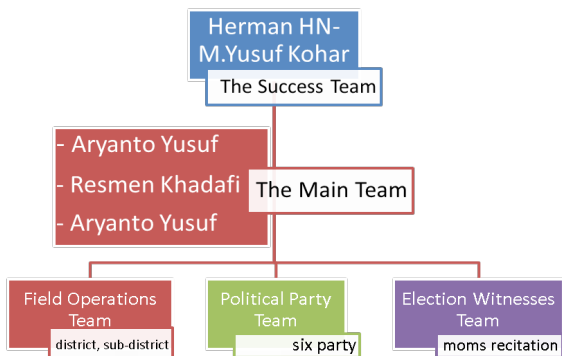 Herman HN-
M.Yusuf Kohar
The Success Team
- Aryanto Yusuf
- Resmen Khadafi
- Aryanto Yusuf
The Main Team
Field Operations
Team
district, sub-district
Political Party
Team
six party
Election Witnesses
Team
moms recitation